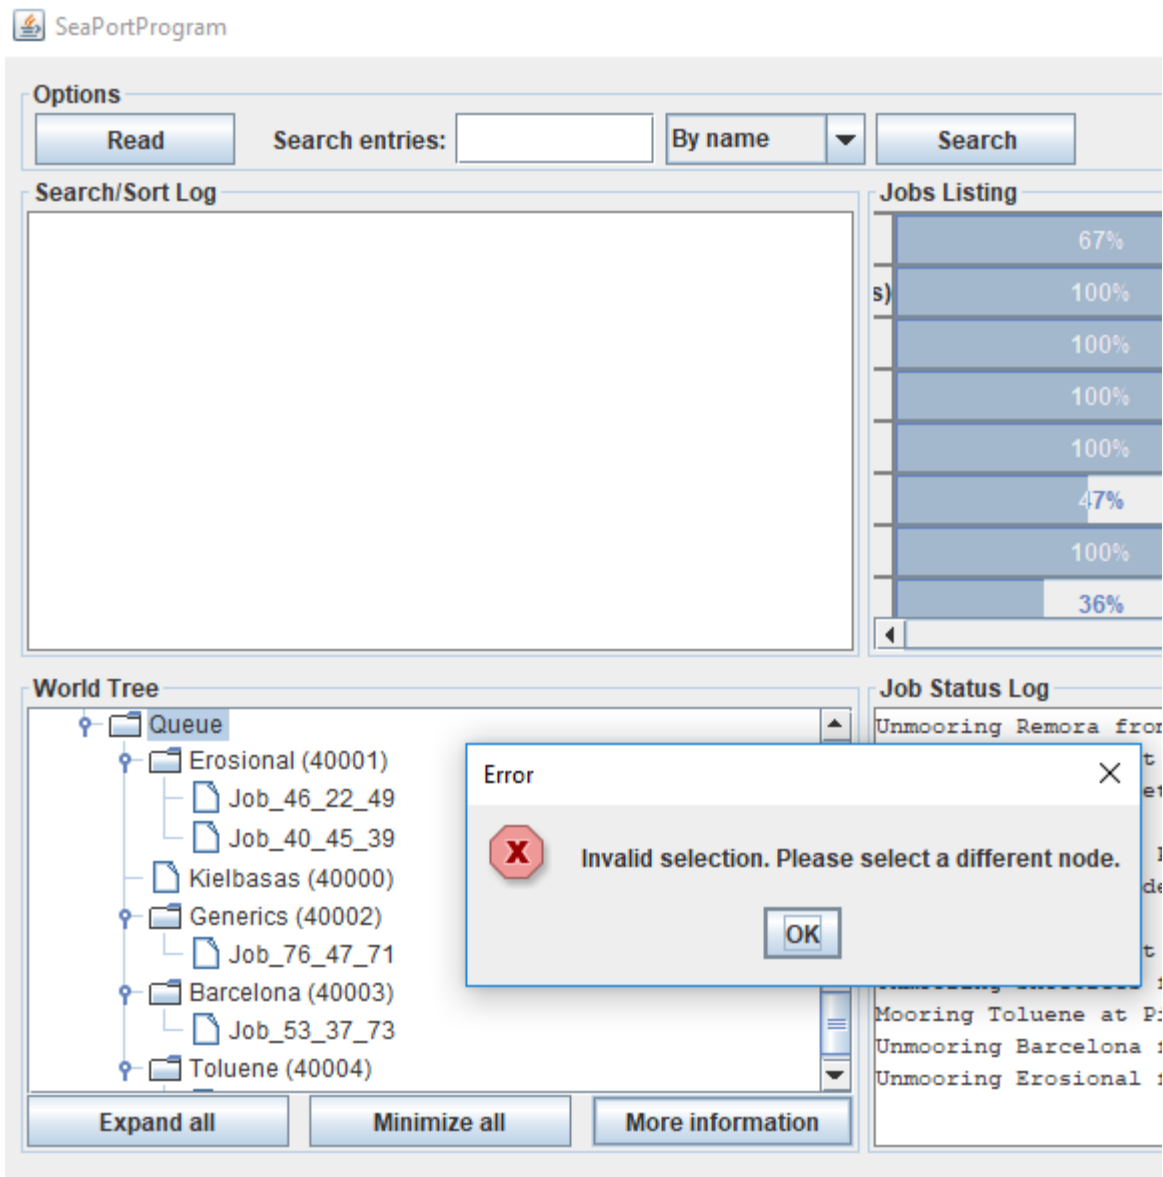 SeaPortProgram
Options
Read Search entries: By name Search
Search/Sort Log
Jobs Listing
67%
s) 100%
100%
100%
100%
47%
100%
36%
World Tree
Queue
Erosional (40001)
Job_46_22_49
Job_40_45_39
Kielbasas (40000)
Generics (40002)
Job_76_47_71
Barcelona (40003)
Job_53_37_73
Toluene (40004)
Expand all Minimize all More information
Error
Invalid selection. Please select a different node.
OK
Job Status Log
Unmooring Remora from
Mooring Toluene at Pi
Unmooring Barcelona f
Unmooring Erosional f